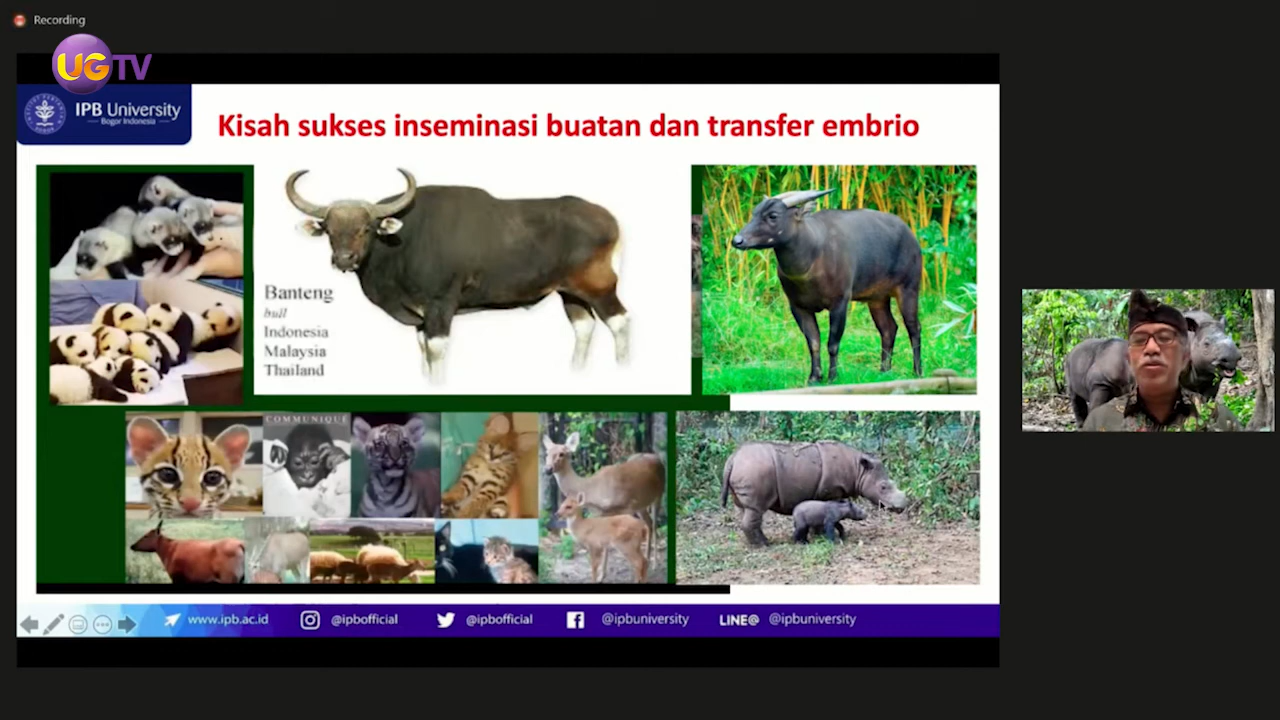 Recording
UGTV
IPB University
Bogor Indonesia
Kisah sukses inseminasi buatan dan transfer embrio
Banteng
bull
Indonesia
Malaysia
Thailand
COMMUNIQUÉ
www.ipb.ac.id
@ipbofficial
@ipbofficial
@ipbuniversity
LINE@ @ipbuniversity